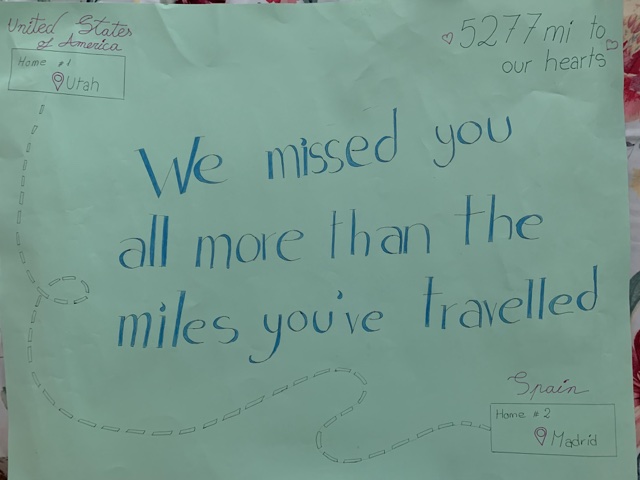 United States
of America
Home #1
Utah
5277 mi to
our hearts
We missed you
all more than the
miles you've travelled
Spain
Home #2
Madrid